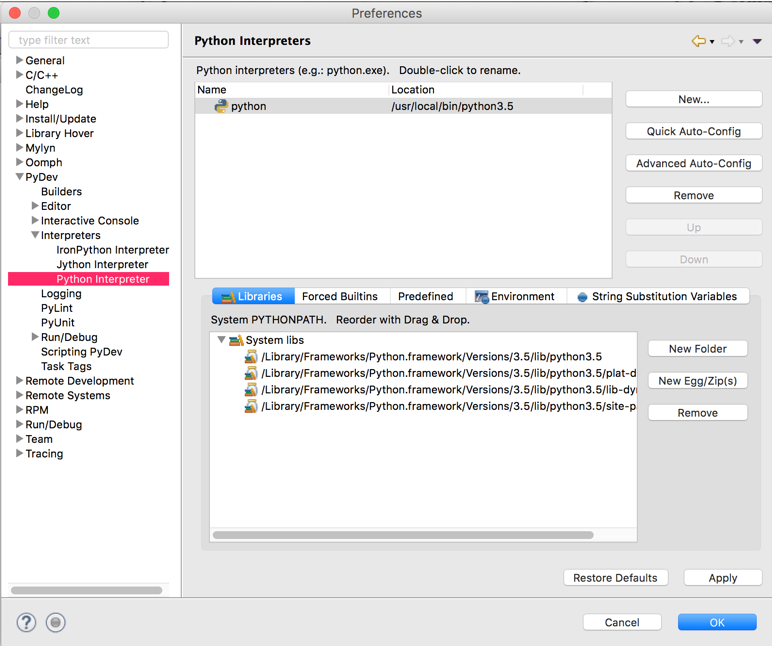 Preferences
type filter text
General
C/C++
ChangeLog
Help
Install/Update
Library Hover
Mylyn
Oomph
PyDev
Builders
Editor
Interactive Console
Interpreters
IronPython Interpreter
Jython Interpreter
Python Interpreter
Logging
PyLint
PyUnit
Run/Debug
Scripting PyDev
Task Tags
Remote Development
Remote Systems
RPM
Run/Debug
Team
Tracing
Python Interpreters
Python interpreters (e.g.: python.exe).   Double-click to rename.
Name Location
python /usr/local/bin/python3.5
New...
Quick Auto-Config
Advanced Auto-Config
Remove
Up
Down
Libraries Forced Builtins Predefined Environment String Substitution Variables
System PYTHONPATH.   Reorder with Drag & Drop.
System libs
/Library/Frameworks/Python.framework/Versions/3.5/lib/python3.5
/Library/Frameworks/Python.framework/Versions/3.5/lib/python3.5/plat-d
/Library/Frameworks/Python.framework/Versions/3.5/lib/python3.5/lib-dy
/Library/Frameworks/Python.framework/Versions/3.5/lib/python3.5/site-p
New Folder
New Egg/Zip(s)
Remove
Restore Defaults Apply
? Cancel OK